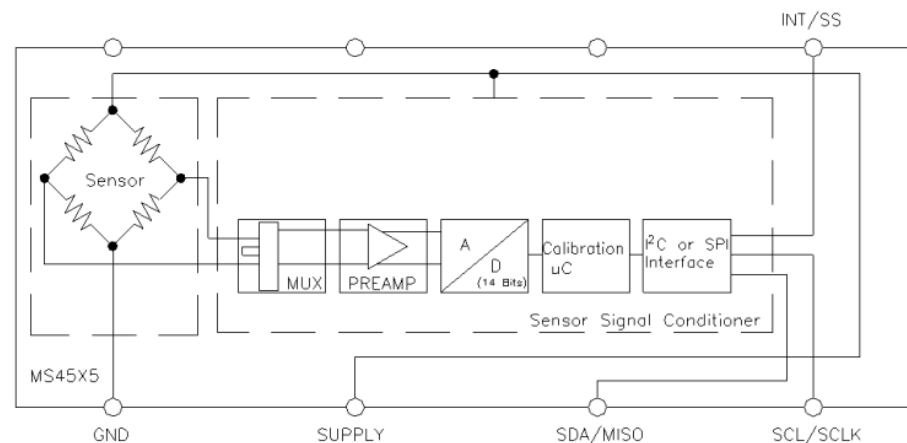 INT/SS
Sensor
MUX
PREAMP
A
D
(14 Bits)
Calibration
uC
I²C or SPI
Interface
Sensor Signal Conditioner
MS45X5
GND
SUPPLY
SDA/MISO
SCL/SCLK